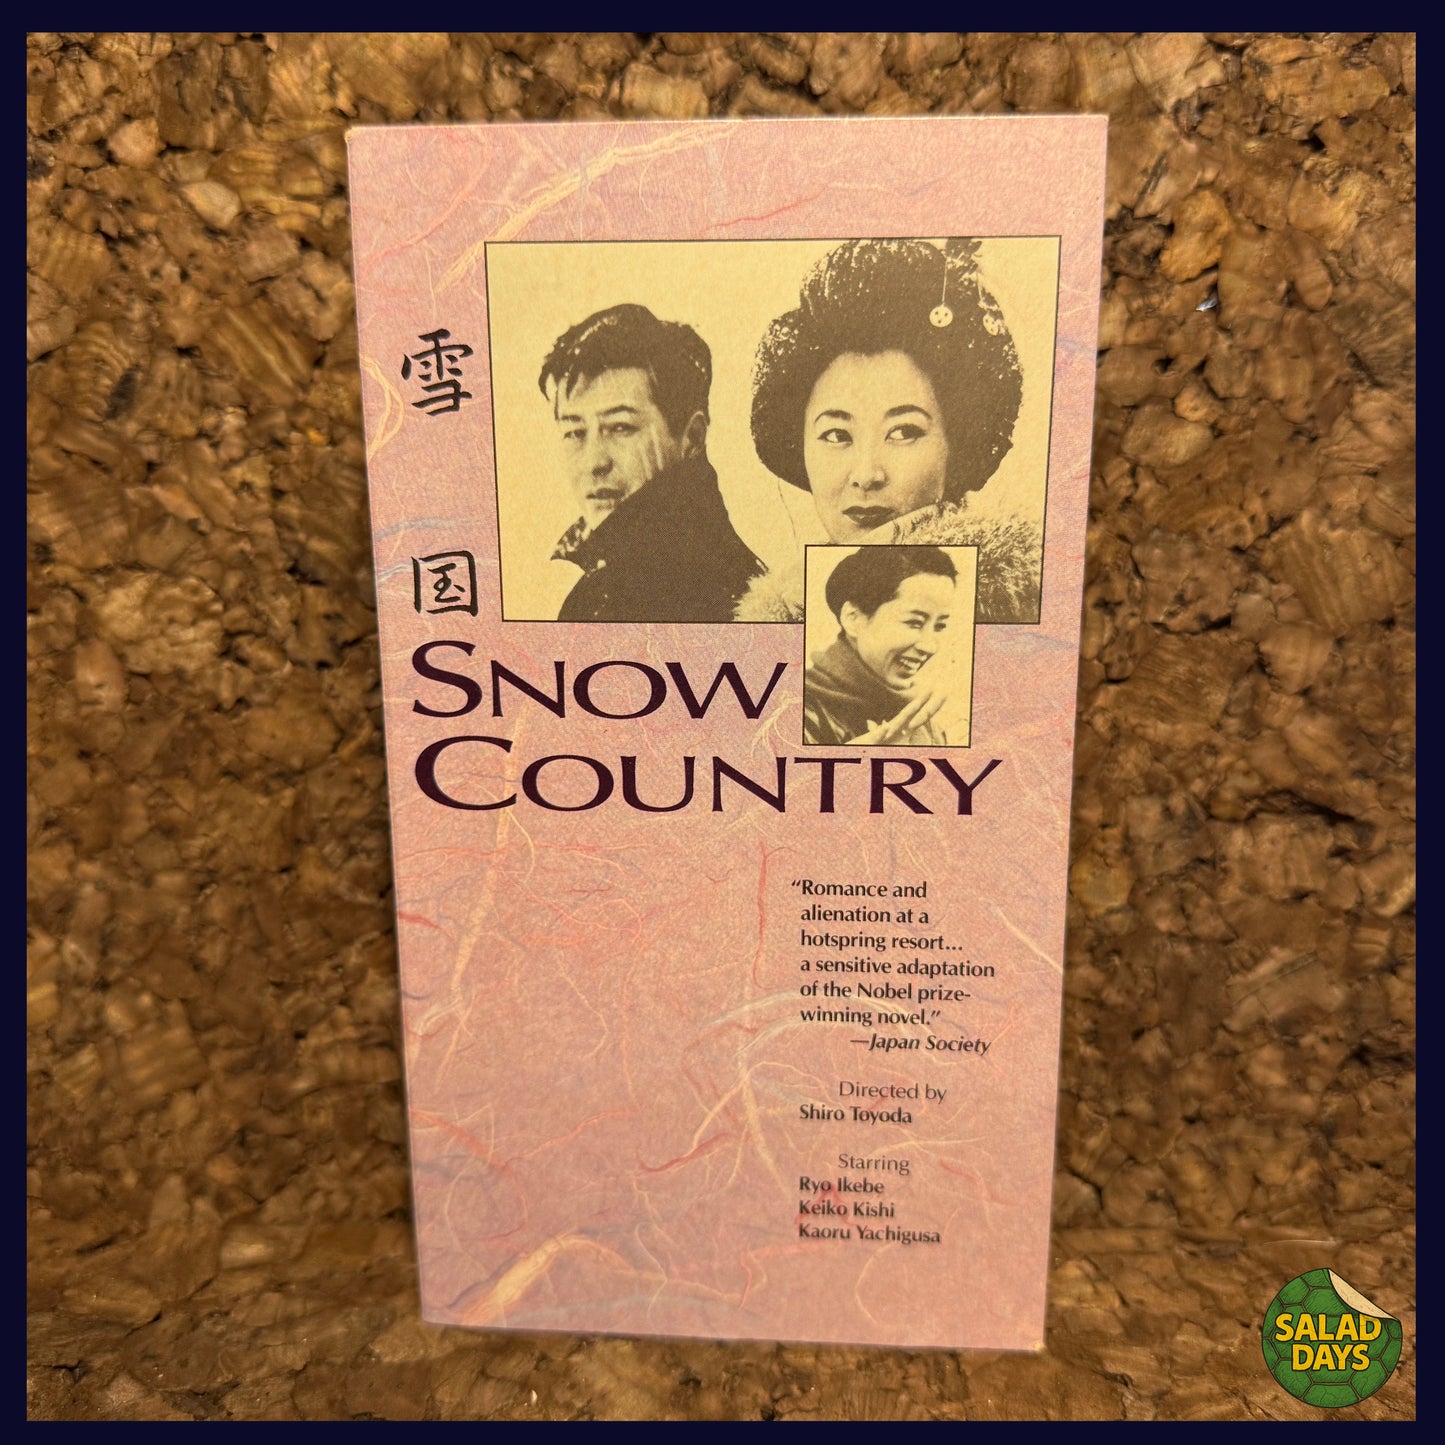 雪
国
SNOW
COUNTRY
“Romance and
alienation at a
hotspring resort...
a sensitive adaptation
of the Nobel prize-
winning novel.”
—Japan Society
Directed by
Shiro Toyoda
Starring
Ryo Ikebe
Keiko Kishi
Kaoru Yachigusa
SALAD
DAYS